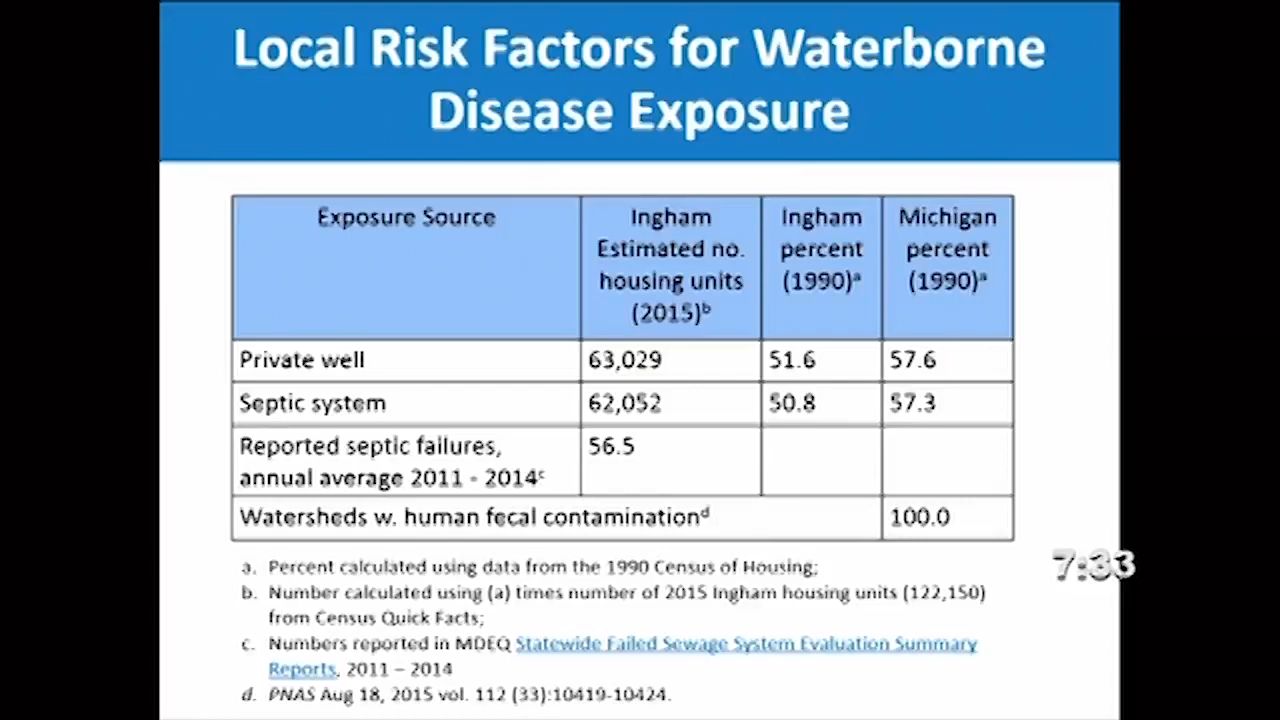 Local Risk Factors for Waterborne
Disease Exposure
Exposure Source
Ingham
Estimated no.
housing units
(2015)ᵇ
Ingham
percent
(1990)ᵃ
Michigan
percent
(1990)ᵃ
Private well 63,029 51.6 57.6
Septic system 62,052 50.8 57.3
Reported septic failures, 56.5
annual average 2011 - 2014ᶜ
Watersheds w. human fecal contaminationᵈ 100.0
a. Percent calculated using data from the 1990 Census of Housing;
b. Number calculated using (a) times number of 2015 Ingham housing units (122,150)
from Census Quick Facts;
c. Numbers reported in MDEQ Statewide Failed Sewage System Evaluation Summary
Reports, 2011 – 2014
d. PNAS Aug 18, 2015 vol. 112 (33):10419-10424.
7:33